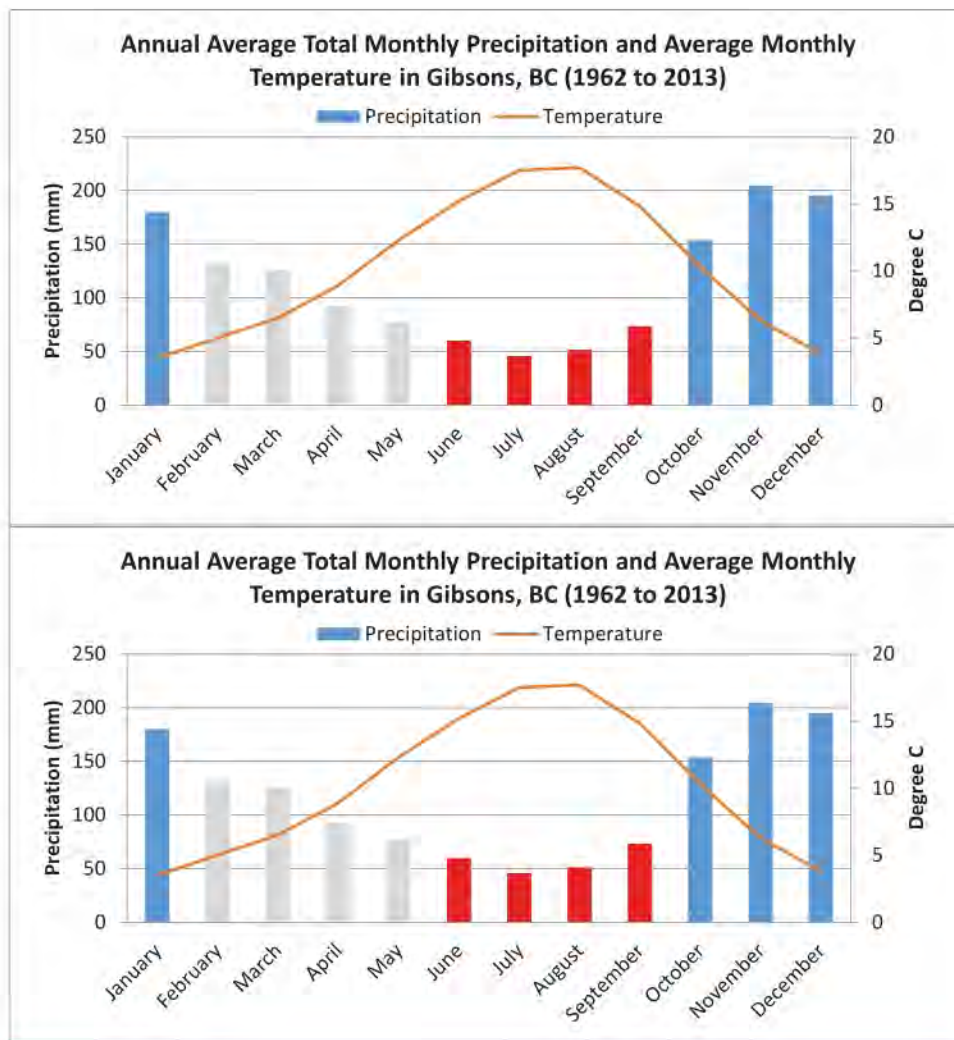 Annual Average Total Monthly Precipitation and Average Monthly
Temperature in Gibsons, BC (1962 to 2013)
Precipitation Temperature
250
200
150
100
50
0
Precipitation (mm)
20
15
10
5
0
Degree C
January
February
March
April
May
June
July
August
September
October
November
December
Annual Average Total Monthly Precipitation and Average Monthly
Temperature in Gibsons, BC (1962 to 2013)
Precipitation Temperature
250
200
150
100
50
0
Precipitation (mm)
20
15
10
5
0
Degree C
January
February
March
April
May
June
July
August
September
October
November
December